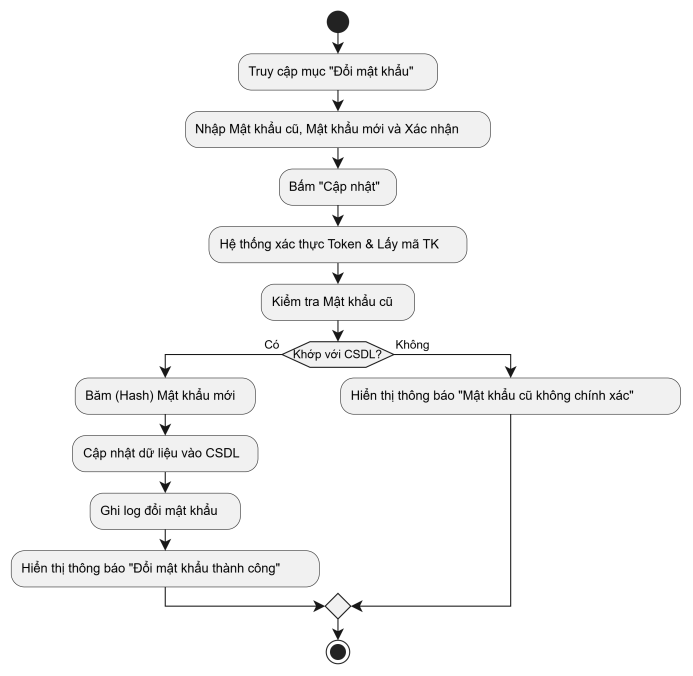 Truy cập mục "Đổi mật khẩu"
Nhập Mật khẩu cũ, Mật khẩu mới và Xác nhận
Bấm "Cập nhật"
Hệ thống xác thực Token & Lấy mã TK
Kiểm tra Mật khẩu cũ
Khớp với CSDL?
Có
Không
Băm (Hash) Mật khẩu mới
Hiển thị thông báo "Mật khẩu cũ không chính xác"
Cập nhật dữ liệu vào CSDL
Ghi log đổi mật khẩu
Hiển thị thông báo "Đổi mật khẩu thành công"